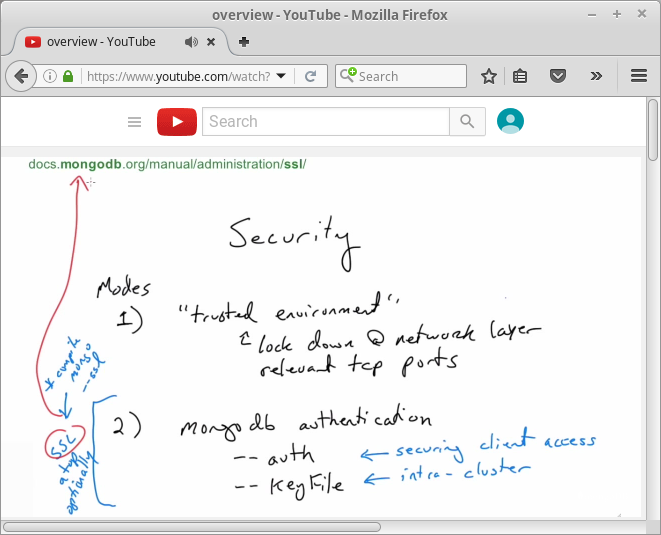 overview - YouTube - Mozilla Firefox
overview - YouTube
https://www.youtube.com/watch?
Search
Search
docs.mongodb.org/manual/administration/ssl/
Security
Modes
1) "trusted environment"
lock down @ network layer
relevant tcp ports
* compile
mongo
--ssl
SSL
atop
optionally
2) Mongodb authentication
-- auth ← securing client access
-- KeyFile ← intra-cluster